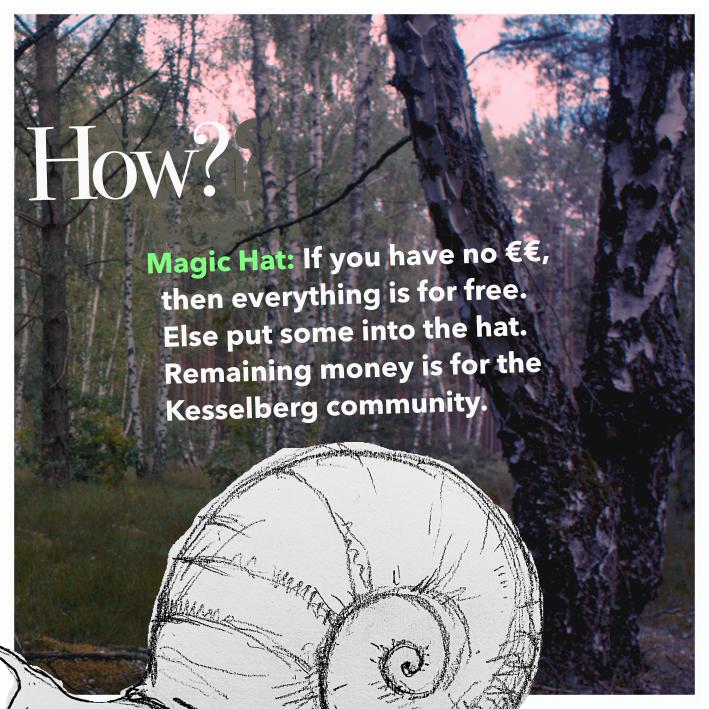 How?
Magic Hat: If you have no €€,
then everything is for free.
Else put some into the hat.
Remaining money is for the
Kesselberg community.